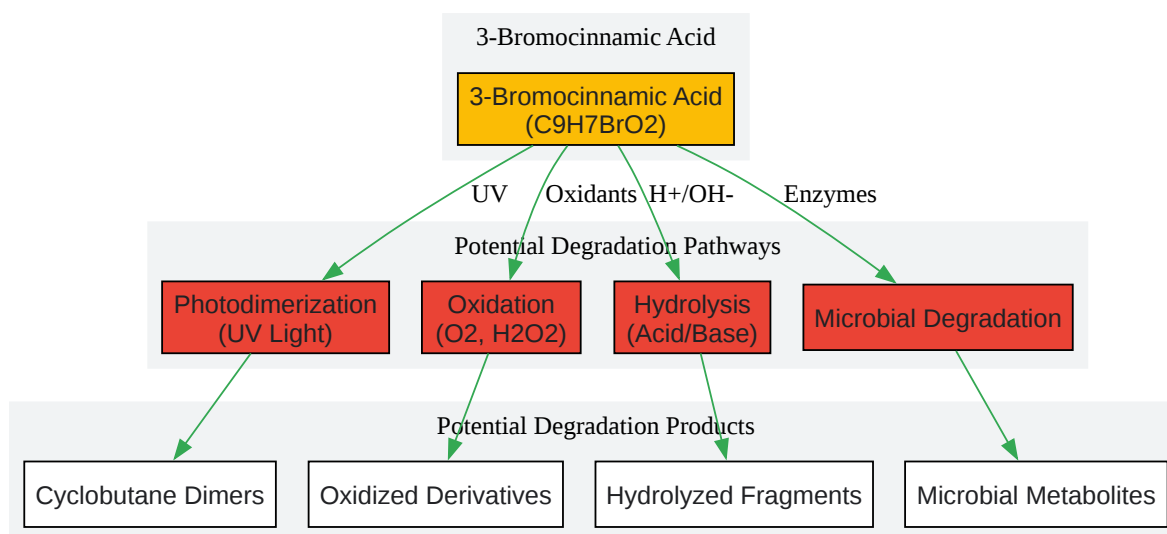 3-Bromocinnamic Acid
3-Bromocinnamic Acid
(C9H7BrO2)
UV
Oxidants
H+/OH-
Enzymes
Potential Degradation Pathways
Photodimerization
(UV Light)
Oxidation
(O2, H2O2)
Hydrolysis
(Acid/Base)
Microbial Degradation
Potential Degradation Products
Cyclobutane Dimers
Oxidized Derivatives
Hydrolyzed Fragments
Microbial Metabolites